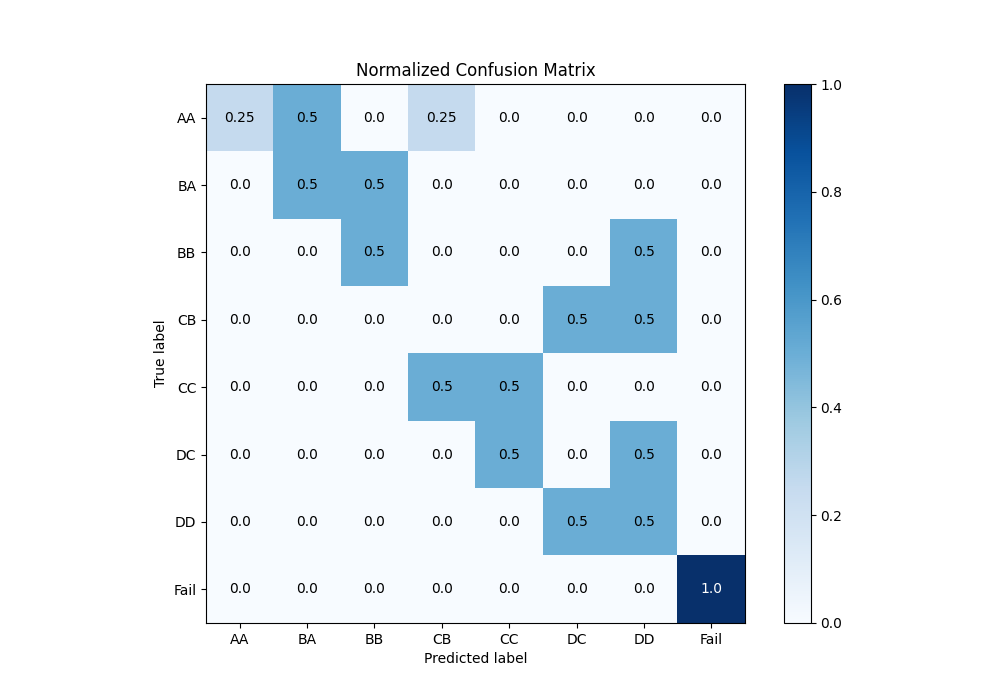 Normalized Confusion Matrix
True label
AA 0.25 0.5 0.0 0.25 0.0 0.0 0.0 0.0
BA 0.0 0.5 0.5 0.0 0.0 0.0 0.0 0.0
BB 0.0 0.0 0.5 0.0 0.0 0.0 0.5 0.0
CB 0.0 0.0 0.0 0.0 0.0 0.5 0.5 0.0
CC 0.0 0.0 0.0 0.5 0.5 0.0 0.0 0.0
DC 0.0 0.0 0.0 0.0 0.5 0.0 0.5 0.0
DD 0.0 0.0 0.0 0.0 0.0 0.5 0.5 0.0
Fail 0.0 0.0 0.0 0.0 0.0 0.0 0.0 1.0
AA BA BB CB CC DC DD Fail
Predicted label
1.0
0.8
0.6
0.4
0.2
0.0